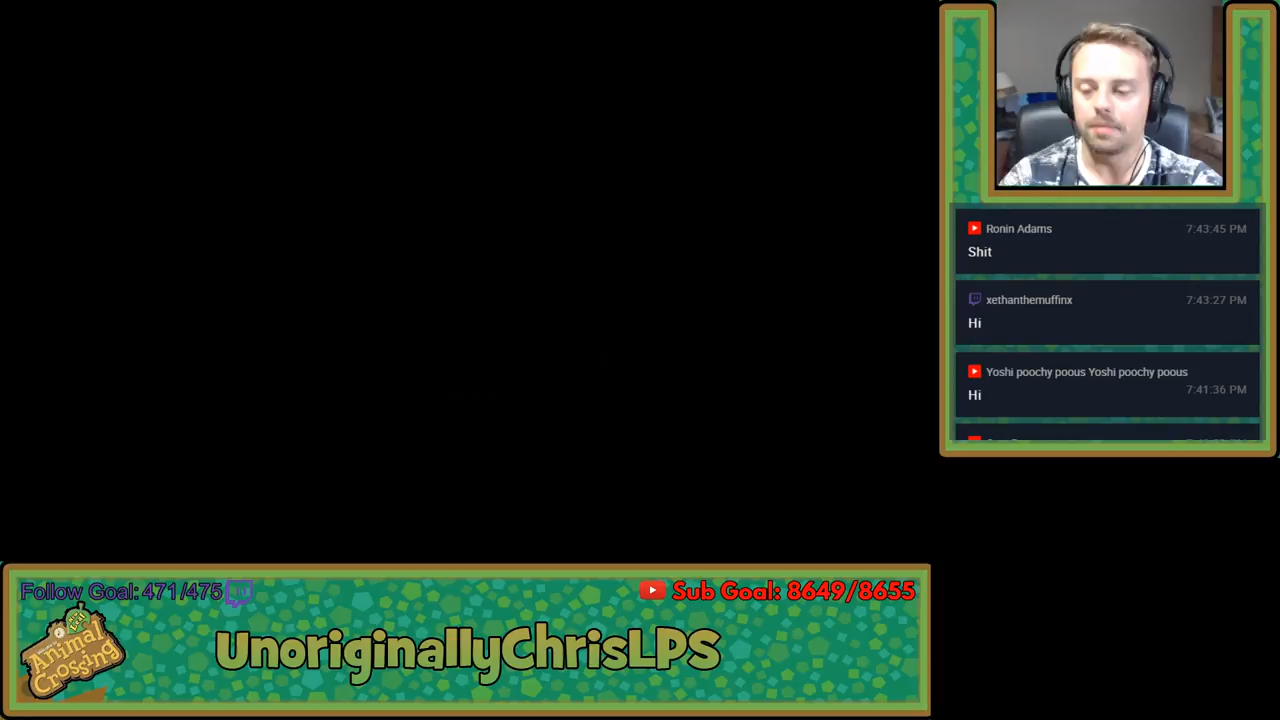 Ronin Adams 7:43:45 PM
Shit
xethanthemuffinx 7:43:27 PM
Hi
Yoshi poochy poous Yoshi poochy poous
7:41:36 PM
Hi
Follow Goal: 471/475
Sub Goal: 8649/8655
Animal
Crossing
UnoriginallyChrisLPS